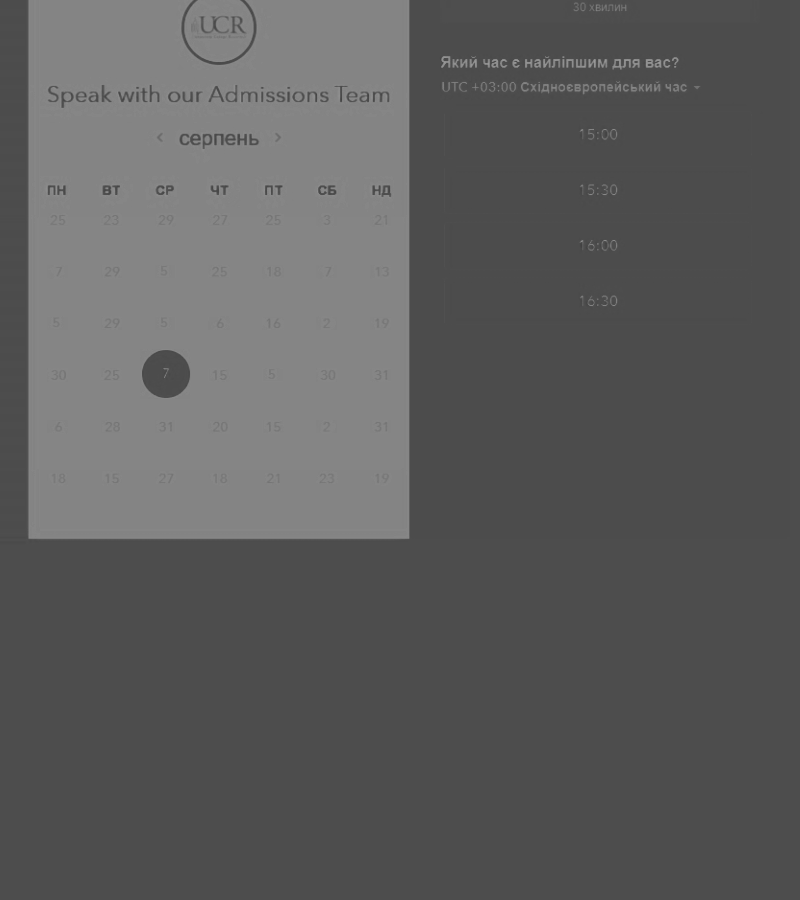 UCR
Speak with our Admissions Team
серпень
ПН ВТ СР ЧТ ПТ СБ НД
25 23 29 27 25 3 21
7 29 5 25 18 7 13
5 29 5 6 16 2 19
30 25 7 15 5 30 31
6 28 31 20 15 2 31
18 15 27 18 21 23 19
30 хвилин
Який час є найліпшим для вас?
UTC +03:00 Східноєвропейський час
15:00
15:30
16:00
16:30